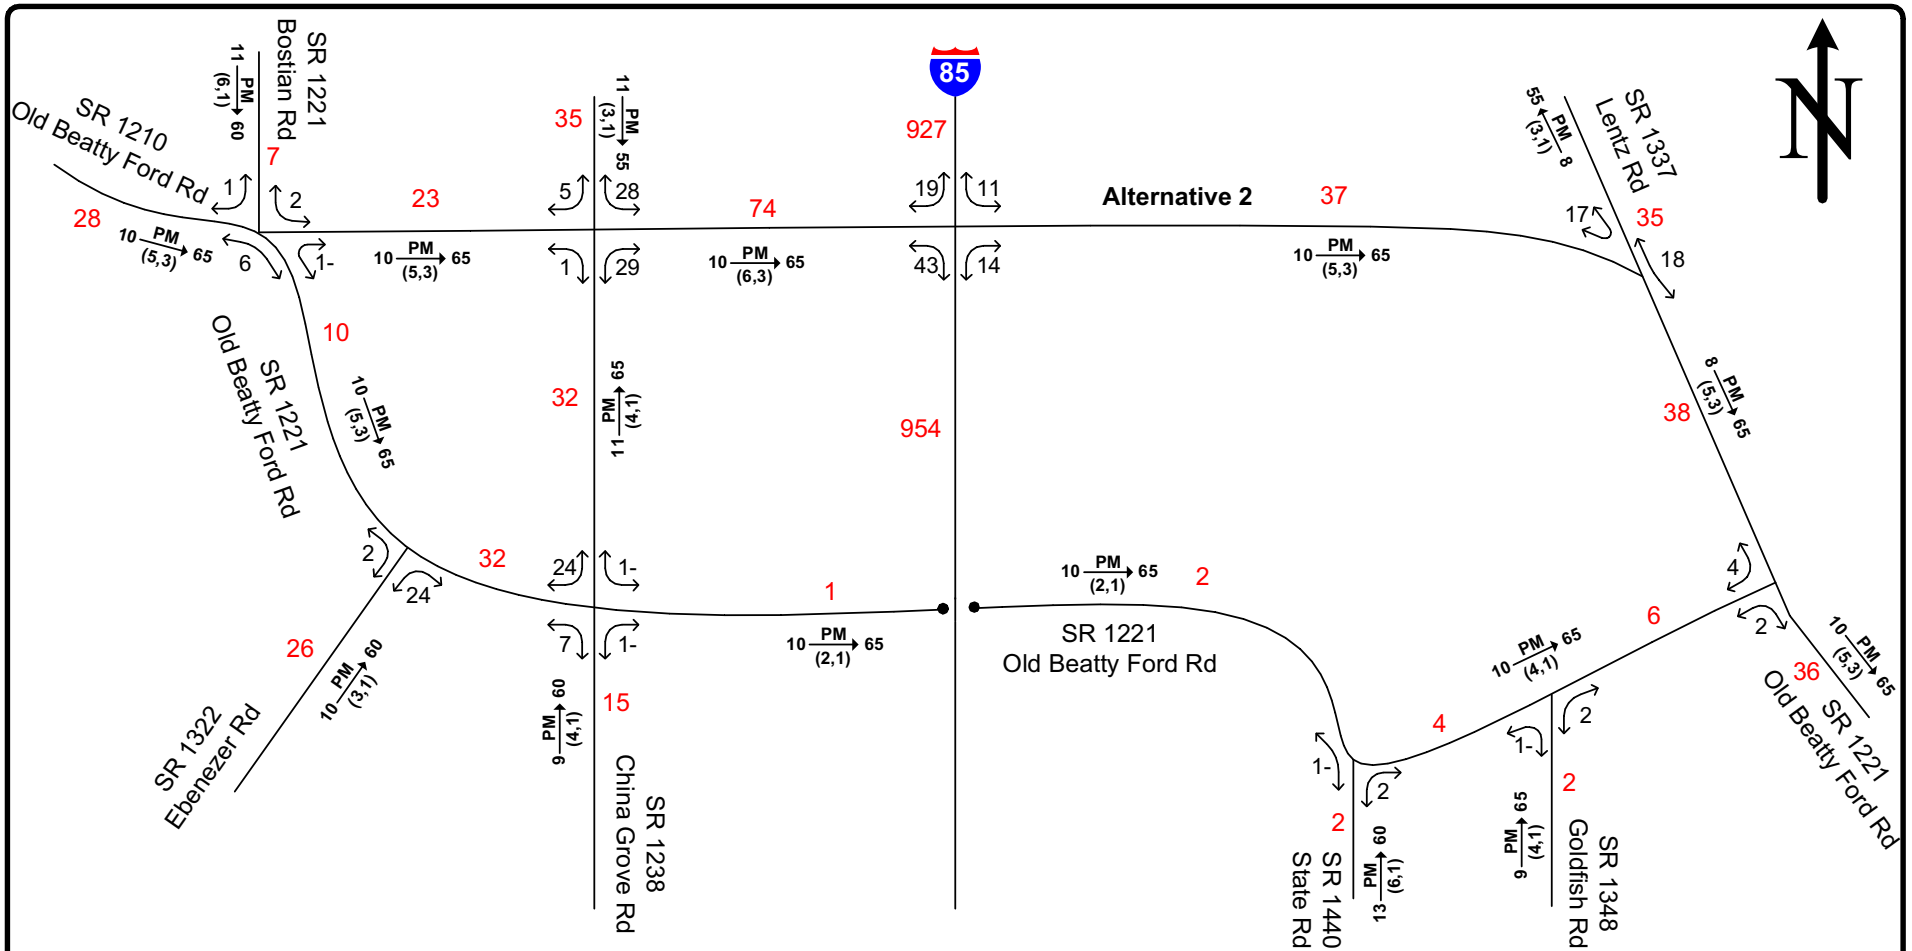 SR 1221
Bostian Rd
11 PM 60
(6,1)
7
SR 1210
Old Beatty Ford Rd
28
10 PM 65
(5,3)
1
2
6
1-
23
10 PM 65
(5,3)
35
11 PM 55
(3,1)
5
28
1
29
74
10 PM 65
(6,3)
85
927
19
11
43
14
Alternative 2
37
10 PM 65
(5,3)
55 PM 8
(3,1)
SR 1337
Lentz Rd
17
35
18
N
10
SR 1221
Old Beatty Ford Rd
10 PM 65
(5,3)
32
11 PM 65
(4,1)
954
8 PM 65
(5,3)
38
2
24
32
24
1-
7
1-
1
10 PM 65
(2,1)
10 PM 65
(2,1)
2
SR 1221
Old Beatty Ford Rd
4
2
6
10 PM 65
(4,1)
10 PM 65
(5,3)
36
SR 1221
Old Beatty Ford Rd
26
10 PM 60
(3,1)
SR 1322
Ebenezer Rd
9 PM 60
(4,1)
15
SR 1238
China Grove Rd
1-
2
4
1-
2
2
13 PM 60
(6,1)
SR 1440
State Rd
9 PM 65
(4,1)
2
SR 1348
Goldfish Rd